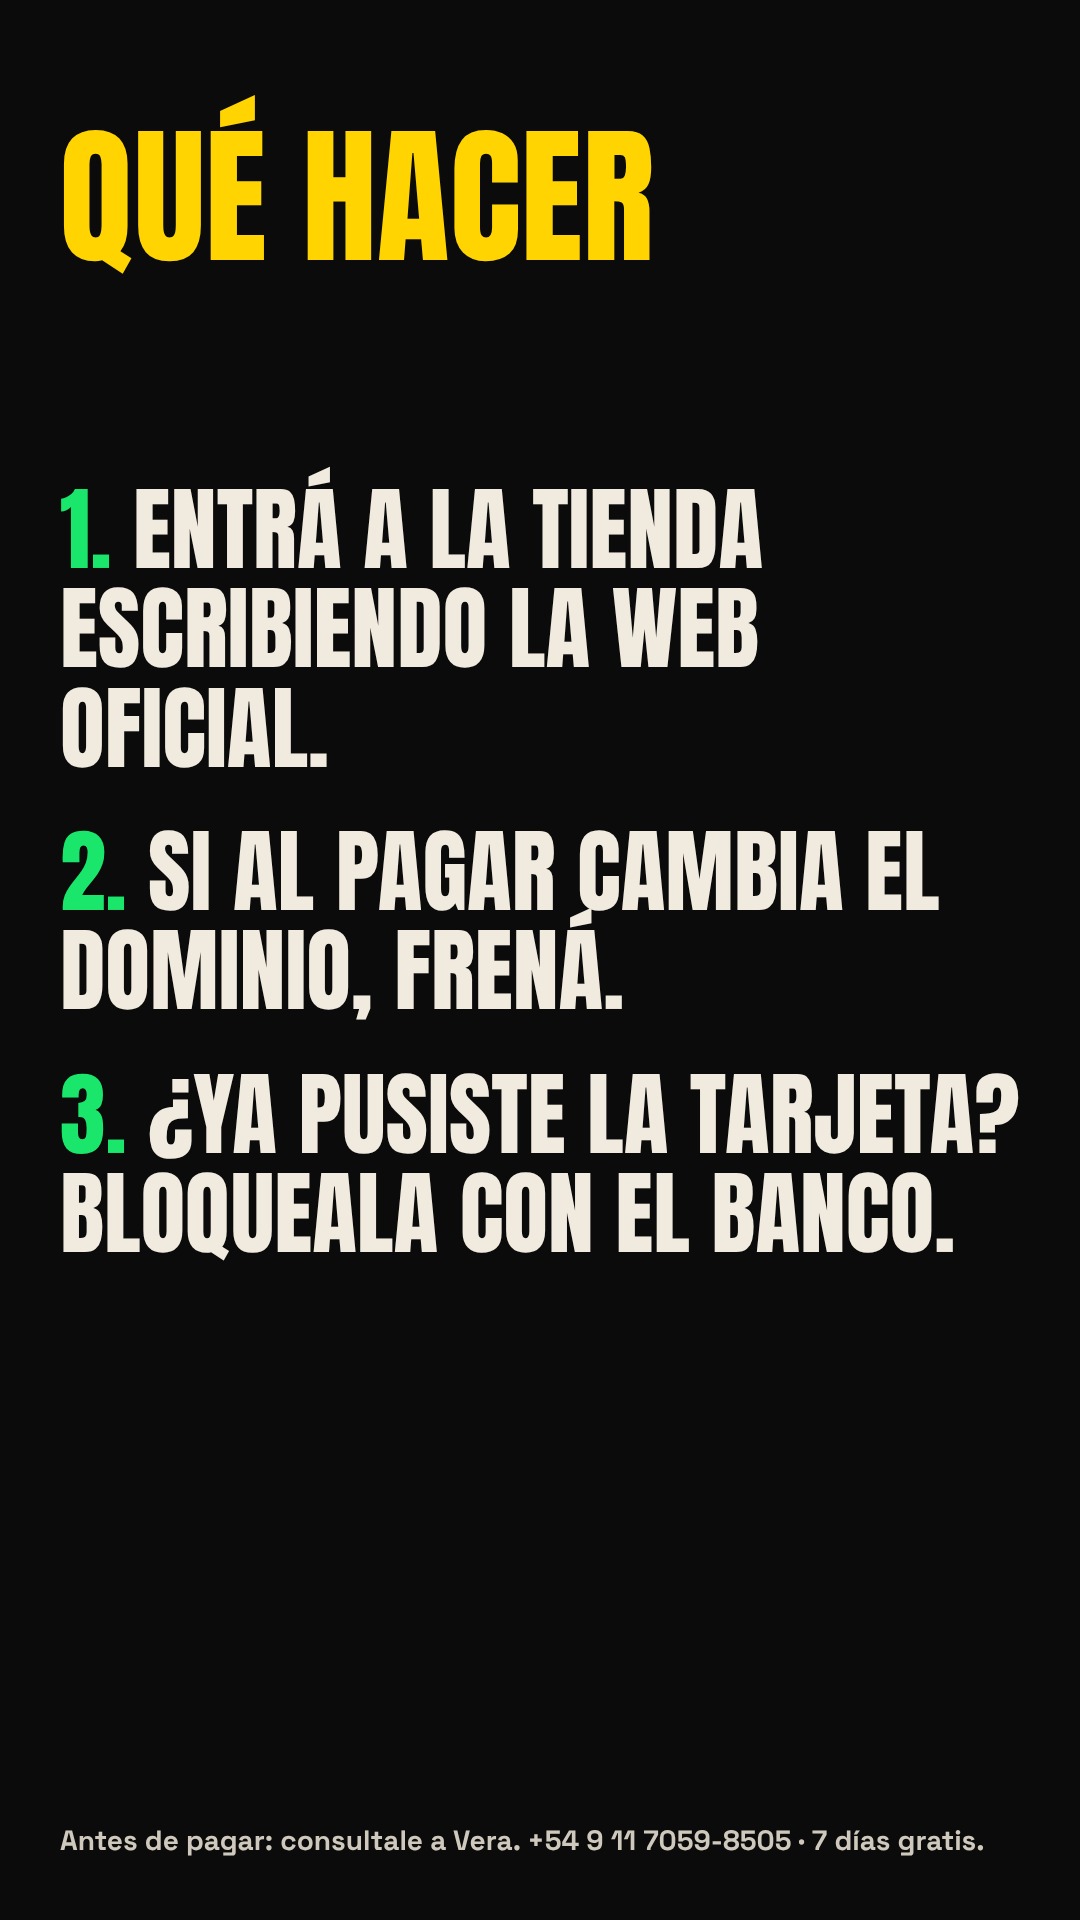 QUÉ HACER
1. ENTRÁ A LA TIENDA
ESCRIBIENDO LA WEB
OFICIAL.
2. SI AL PAGAR CAMBIA EL
DOMINIO, FRENÁ.
3. ¿YA PUSISTE LA TARJETA?
BLOQUEALA CON EL BANCO.
Antes de pagar: consultale a Vera. +54 9 11 7059-8505 · 7 días gratis.